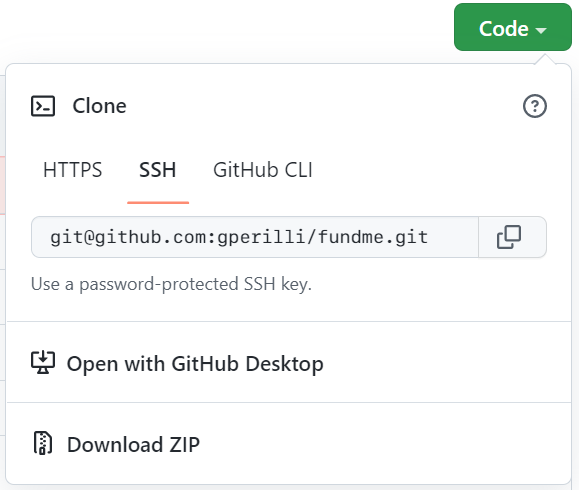 Code
Clone
HTTPS SSH GitHub CLI
git@github.com:gperilli/fundme.git
Use a password-protected SSH key.
Open with GitHub Desktop
Download ZIP